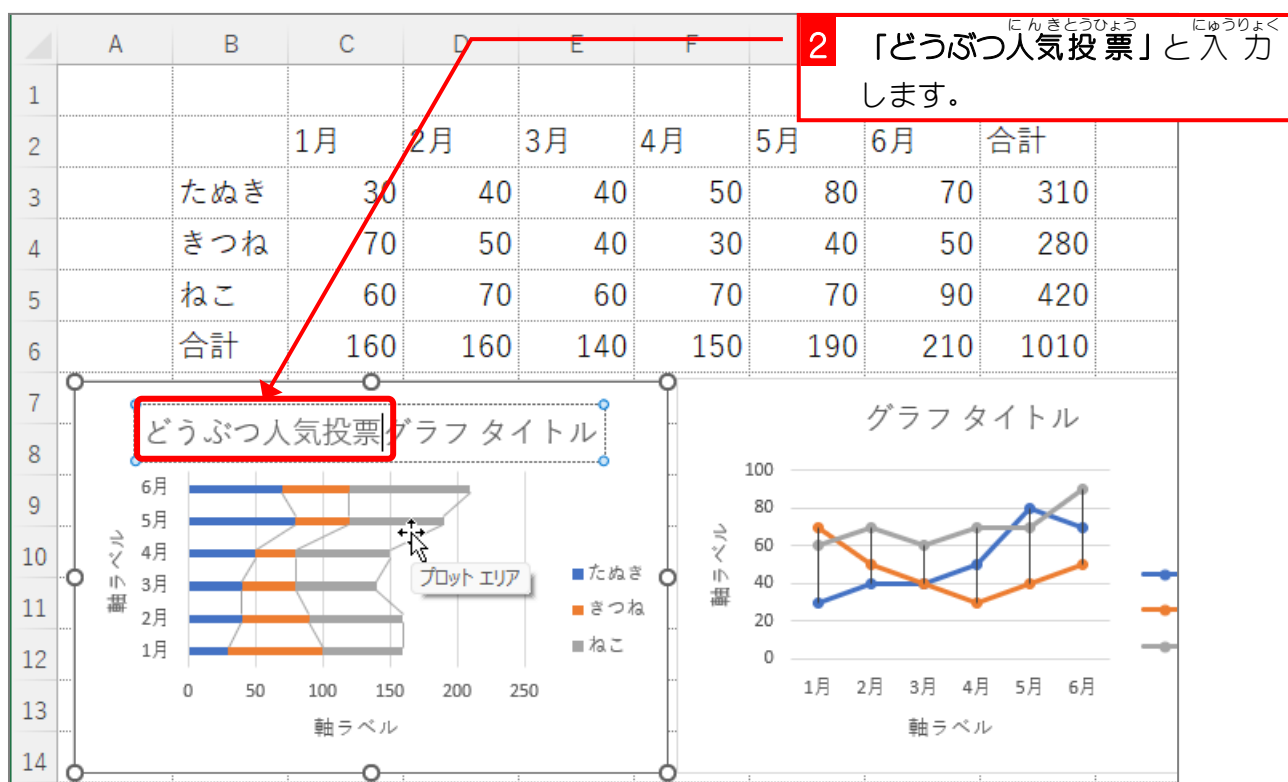 A B C D E F
2 「どうぶつ人気投票」と入力
にんきとうひょう にゅうりょく
します。
1
2 1月 2月 3月 4月 5月 6月 合計
3 たぬき 30 40 40 50 80 70 310
4 きつね 70 50 40 30 40 50 280
5 ねこ 60 70 60 70 70 90 420
6 合計 160 160 140 150 190 210 1010
7
8
9
10
11
12
13
14
どうぶつ人気投票グラフ タイトル
軸ラベル
6月
5月
4月
3月
2月
1月
0 50 100 150 200 250
軸ラベル
プロット エリア
たぬき
きつね
ねこ
グラフ タイトル
軸ラベル
100
80
60
40
20
0
1月 2月 3月 4月 5月 6月
軸ラベル